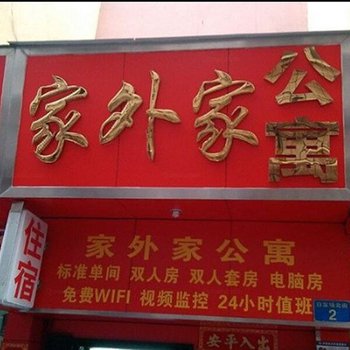 家外家公寓
住宿
家外家公寓
标准单间 双人房 双人套房 电脑房
免费WIFI 视频监控 24小时值班
2
安平入出